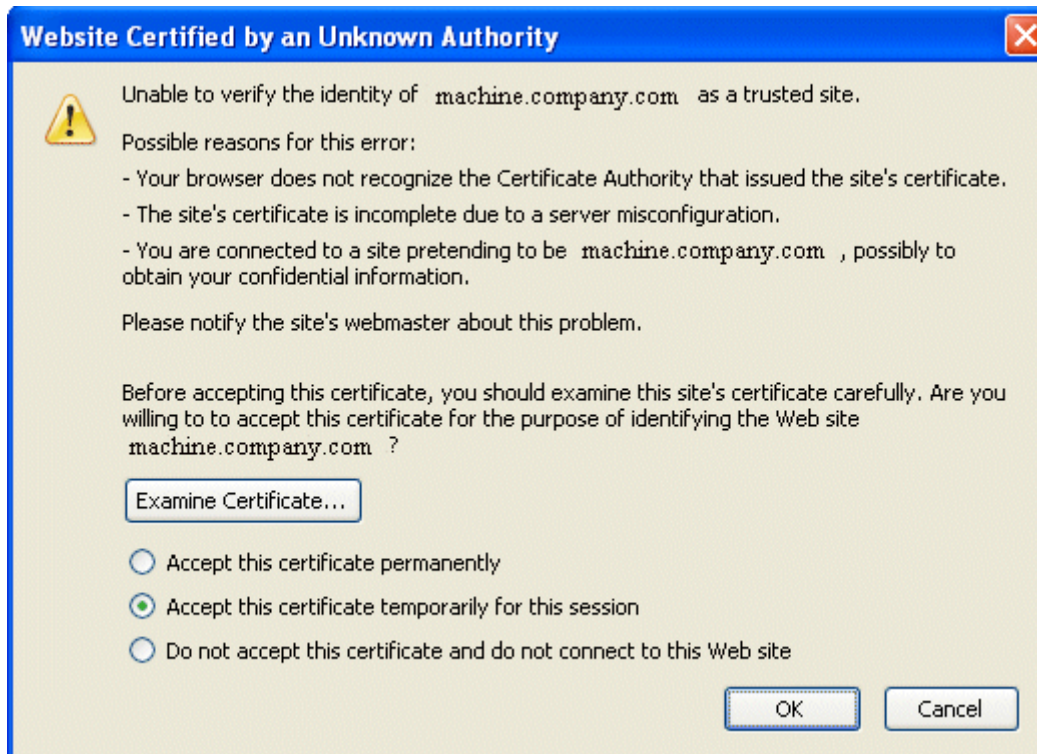 Website Certified by an Unknown Authority
Unable to verify the identity of machine.company.com as a trusted site.
Possible reasons for this error:
- Your browser does not recognize the Certificate Authority that issued the site's certificate.
- The site's certificate is incomplete due to a server misconfiguration.
- You are connected to a site pretending to be machine.company.com , possibly to
obtain your confidential information.
Please notify the site's webmaster about this problem.
Before accepting this certificate, you should examine this site's certificate carefully. Are you
willing to to accept this certificate for the purpose of identifying the Web site
machine.company.com ?
Examine Certificate...
Accept this certificate permanently
Accept this certificate temporarily for this session
Do not accept this certificate and do not connect to this Web site
OK Cancel